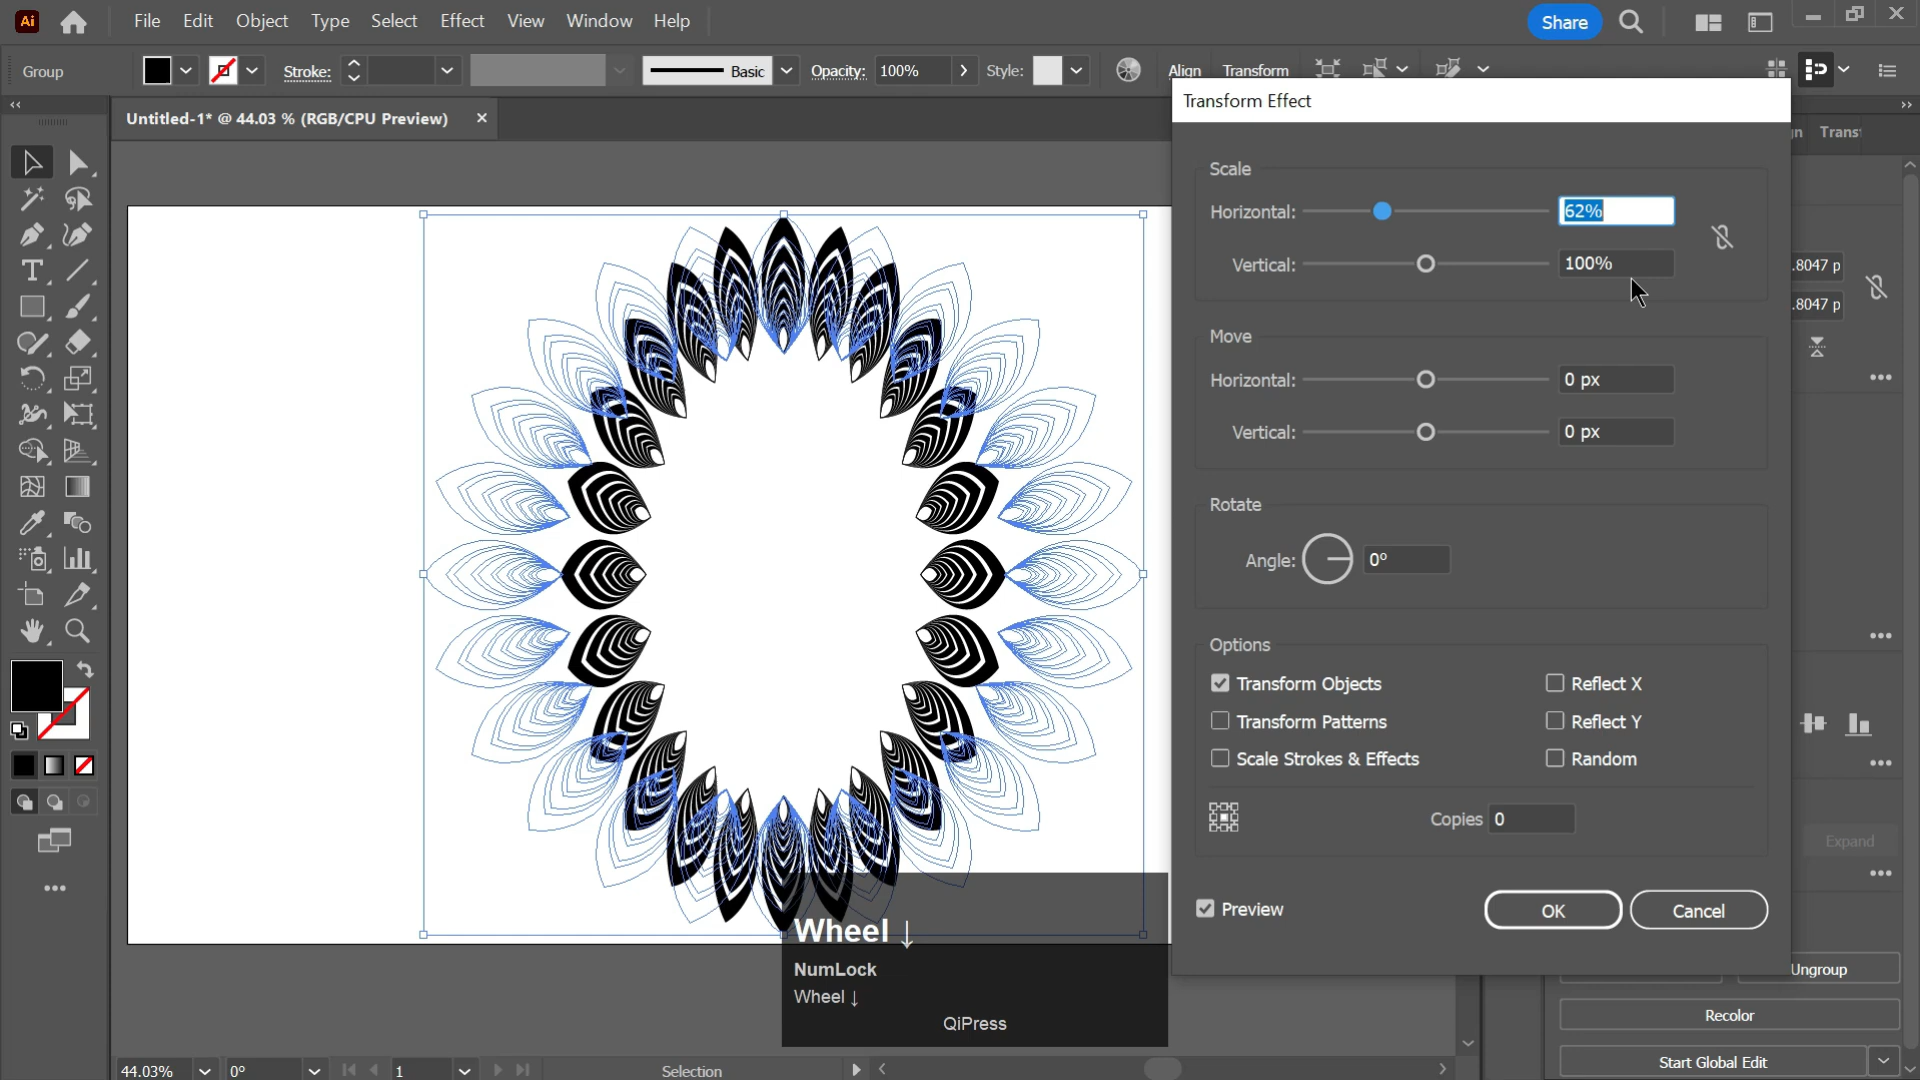 Ai
File Edit Object Type Select Effect View Window Help
Share
Group
Stroke:
Basic
Opacity: 100%
Style:
Align
Transform
Untitled-1* @ 44.03 % (RGB/CPU Preview)
Transform Effect
Scale
Horizontal: 62%
Vertical: 100%
Move
Horizontal: 0 px
Vertical: 0 px
Rotate
Angle: 0°
Options
Transform Objects
Reflect X
Transform Patterns
Reflect Y
Scale Strokes & Effects
Random
Copies 0
Preview
OK
Cancel
.8047 p
.8047 p
Expand
Ungroup
Recolor
Start Global Edit
Wheel ↓
NumLock
Wheel ↓
QiPress
44.03%
0°
1
Selection